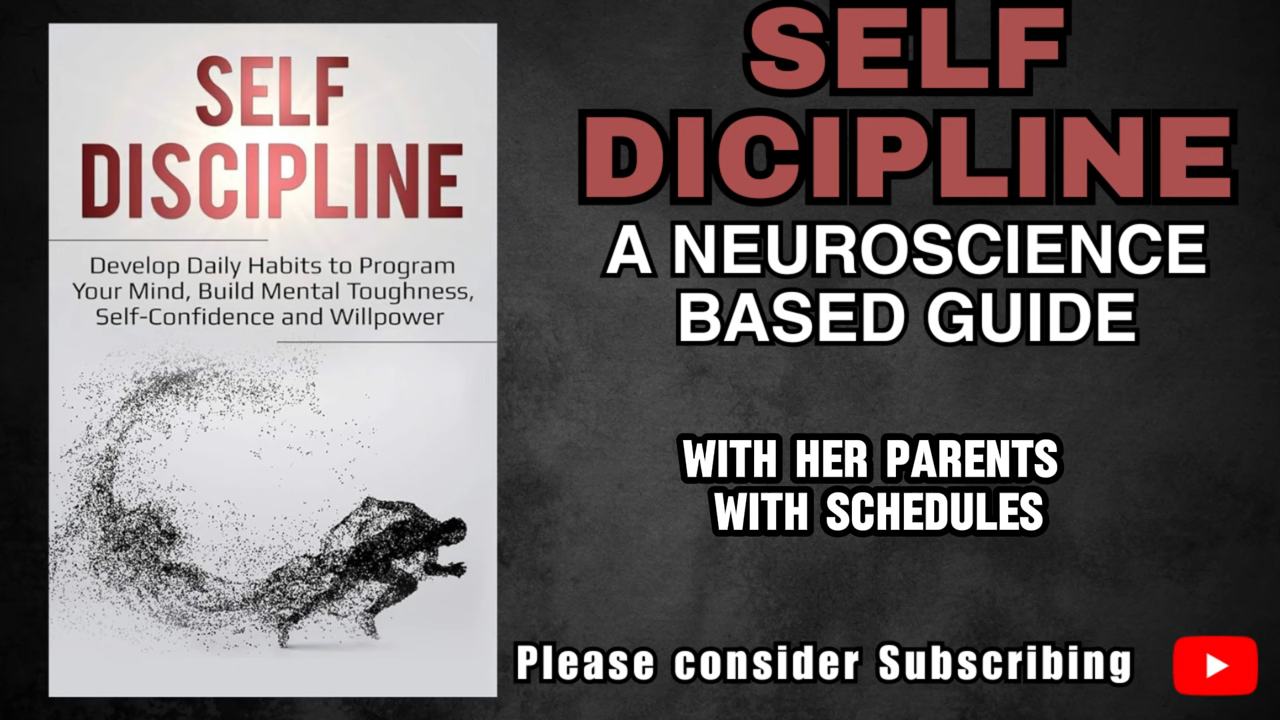 SELF
DISCIPLINE
Develop Daily Habits to Program
Your Mind, Build Mental Toughness,
Self-Confidence and Willpower
SELF
DICIPLINE
A NEUROSCIENCE
BASED GUIDE
WITH HER PARENTS
WITH SCHEDULES
Please consider Subscribing